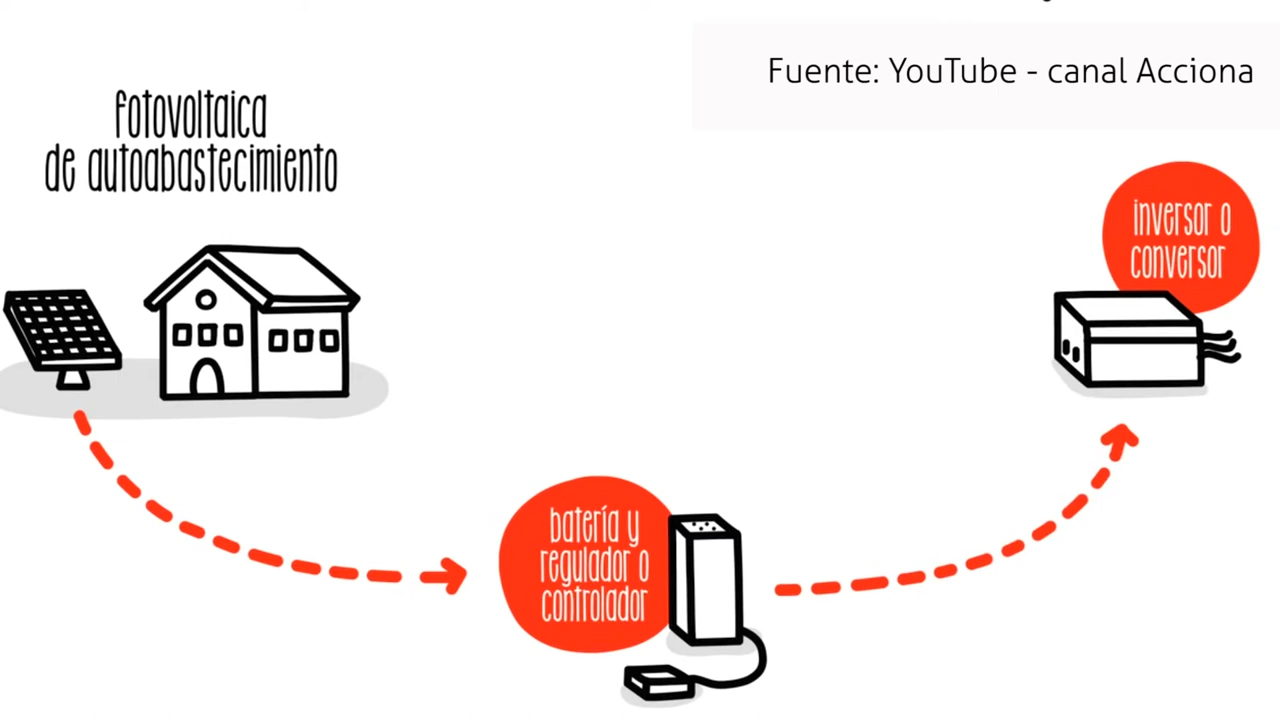 Fuente: YouTube - canal Acciona
fotovoltaica
de autoabastecimiento
inversor o
conversor
batería y
regulador o
controlador